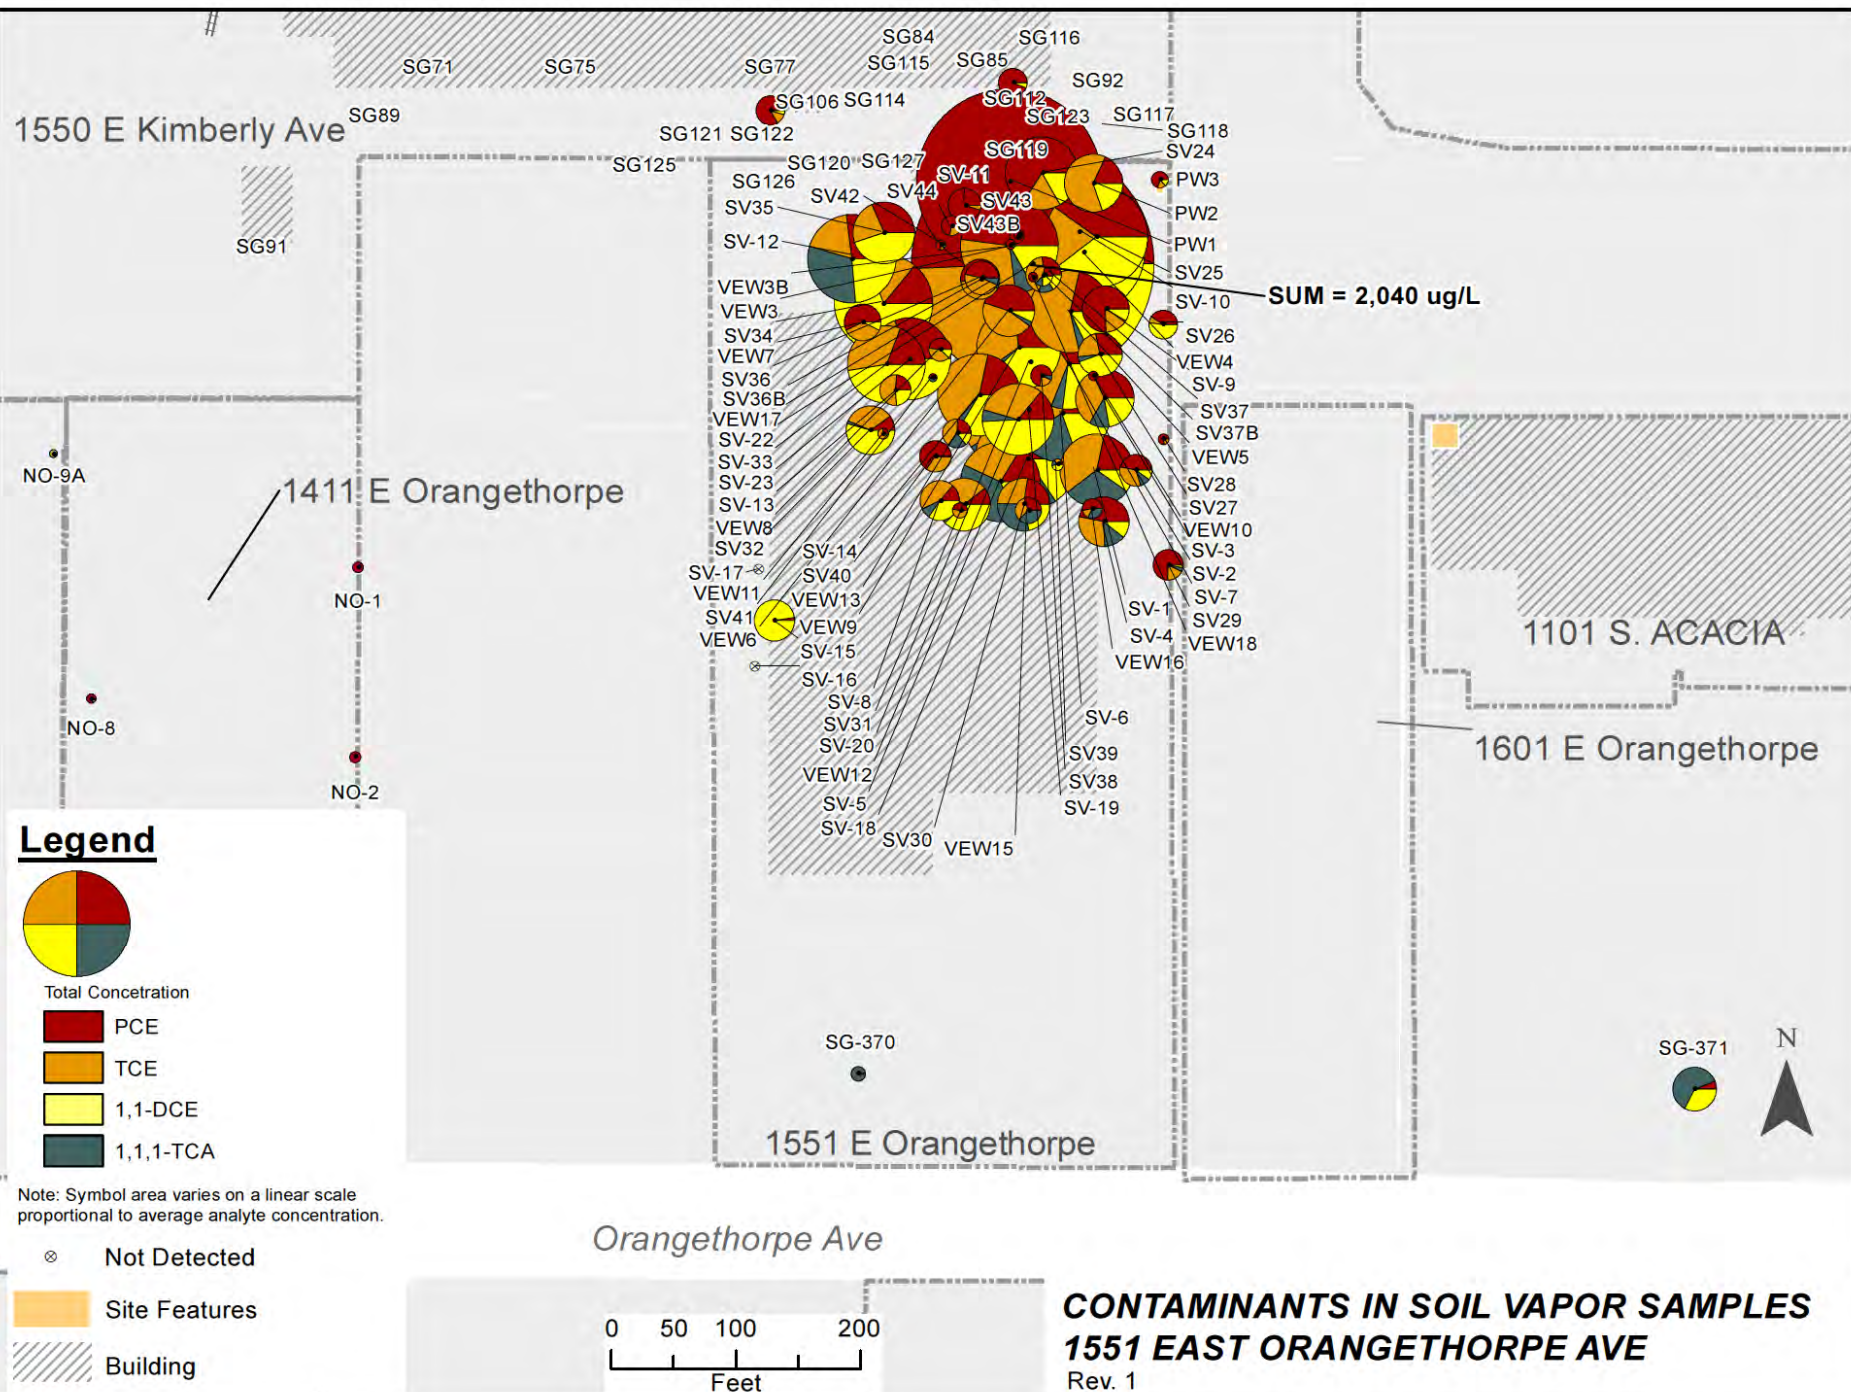 SG84
SG116
SG71
SG75
SG77
SG115
SG85
SG92
SG106
SG114
SG112
SG89
SG123
SG117
1550 E Kimberly Ave
SG121
SG122
SG118
SG125
SG120
SG127
SG119
SV24
SG126
SV-11
PW3
SV42
SV44
SV43
SV35
SV43B
PW2
SG91
SV-12
PW1
SV25
VEW3B
SV-10
SUM = 2,040 ug/L
VEW3
SV34
SV26
VEW7
VEW4
SV36
SV-9
SV36B
SV37
VEW17
SV37B
SV-22
VEW5
SV-33
SV28
SV-23
SV27
SV-13
VEW10
VEW8
SV-3
SV32
SV-14
SV-2
SV-17
SV40
SV-7
VEW11
VEW13
SV-1
SV29
SV41
VEW9
SV-4
VEW18
VEW6
SV-15
VEW16
SV-16
SV-8
SV-6
SV31
SV-20
SV39
VEW12
SV38
SV-5
SV-19
SV-18
SV30
VEW15
NO-9A
1411 E Orangethorpe
NO-1
NO-8
NO-2
1101 S. ACACIA
1601 E Orangethorpe
SG-370
SG-371
N
1551 E Orangethorpe
Orangethorpe Ave
Legend
Total Concetration
PCE
TCE
1,1-DCE
1,1,1-TCA
Note: Symbol area varies on a linear scale
proportional to average analyte concentration.
Not Detected
Site Features
Building
0 50 100 200
Feet
CONTAMINANTS IN SOIL VAPOR SAMPLES
1551 EAST ORANGETHORPE AVE
Rev. 1